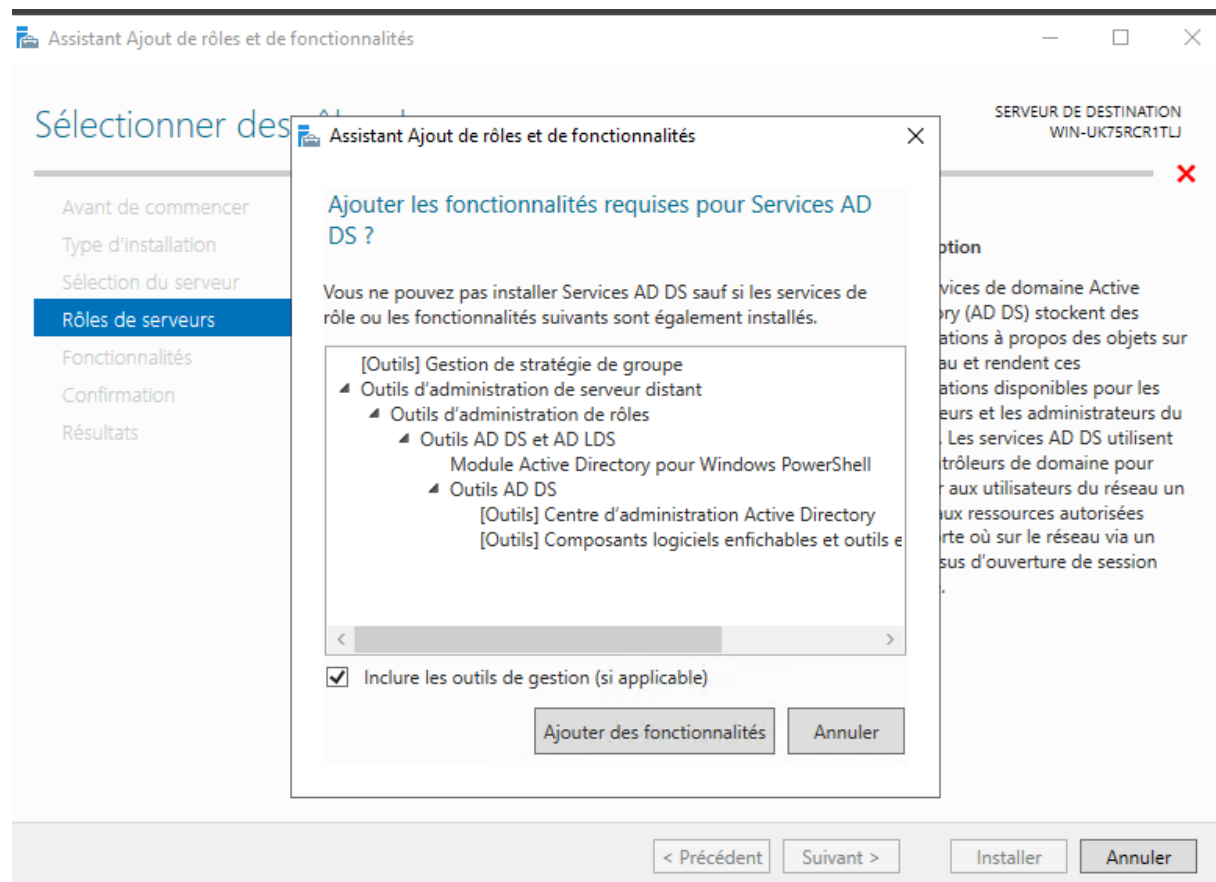 Assistant Ajout de rôles et de fonctionnalités
Sélectionner des
SERVEUR DE DESTINATION
WIN-UK75RCR1TLJ
Avant de commencer
Type d'installation
Sélection du serveur
Rôles de serveurs
Fonctionnalités
Confirmation
Résultats
Assistant Ajout de rôles et de fonctionnalités
Ajouter les fonctionnalités requises pour Services AD
DS ?
Vous ne pouvez pas installer Services AD DS sauf si les services de
rôle ou les fonctionnalités suivants sont également installés.
[Outils] Gestion de stratégie de groupe
Outils d'administration de serveur distant
Outils d'administration de rôles
Outils AD DS et AD LDS
Module Active Directory pour Windows PowerShell
Outils AD DS
[Outils] Centre d'administration Active Directory
[Outils] Composants logiciels enfichables et outils e
Inclure les outils de gestion (si applicable)
Ajouter des fonctionnalités
Annuler
ption
vices de domaine Active
ory (AD DS) stockent des
ations à propos des objets sur
au et rendent ces
ations disponibles pour les
eurs et les administrateurs du
. Les services AD DS utilisent
ntrôleurs de domaine pour
r aux utilisateurs du réseau un
aux ressources autorisées
orte où sur le réseau via un
sus d'ouverture de session
< Précédent
Suivant >
Installer
Annuler